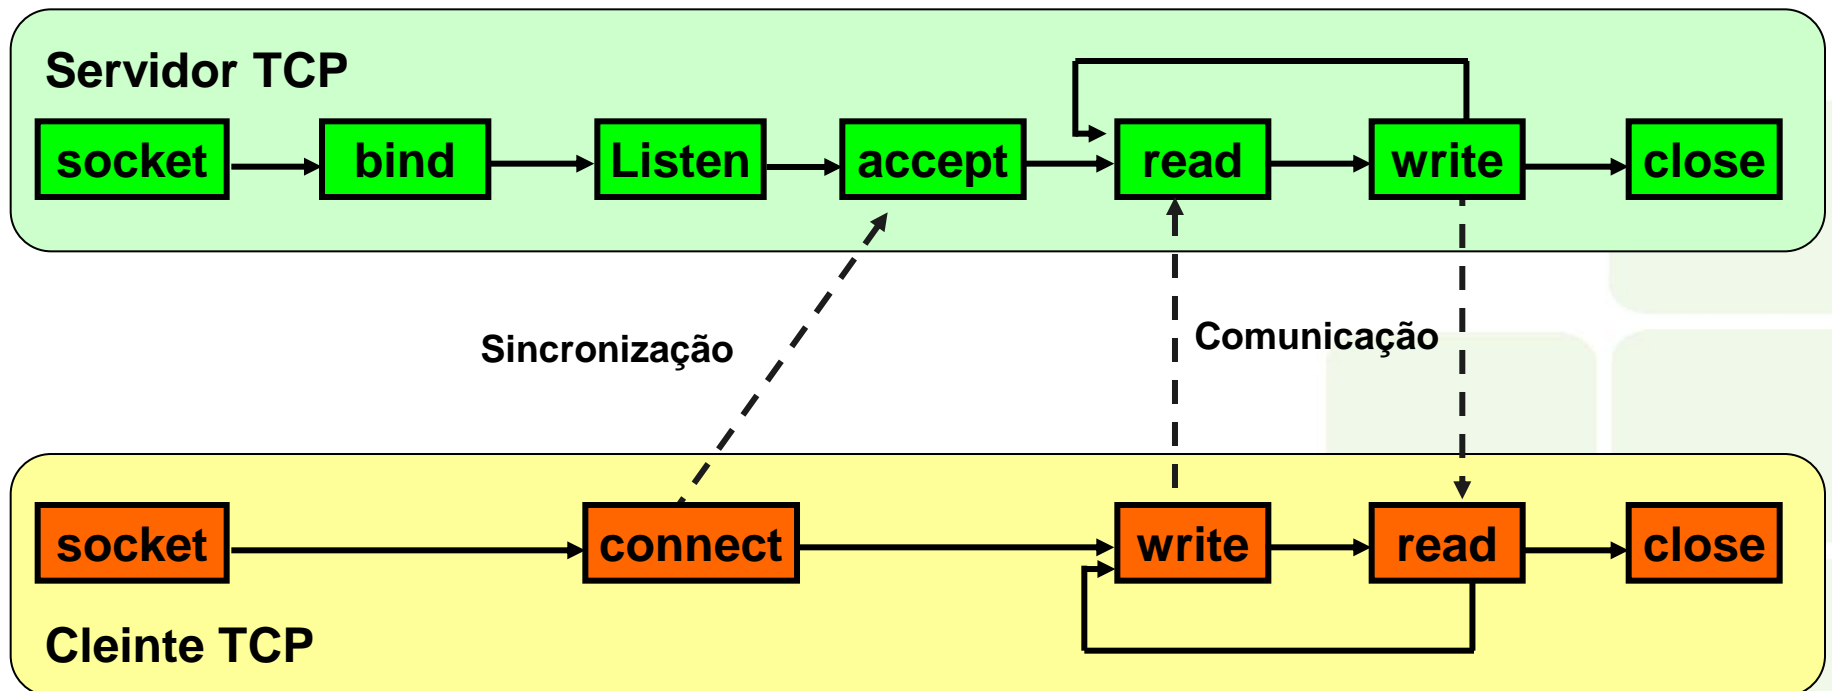 Servidor TCP
socket bind Listen accept read write close
Sincronização
Comunicação
socket connect write read close
Cleinte TCP